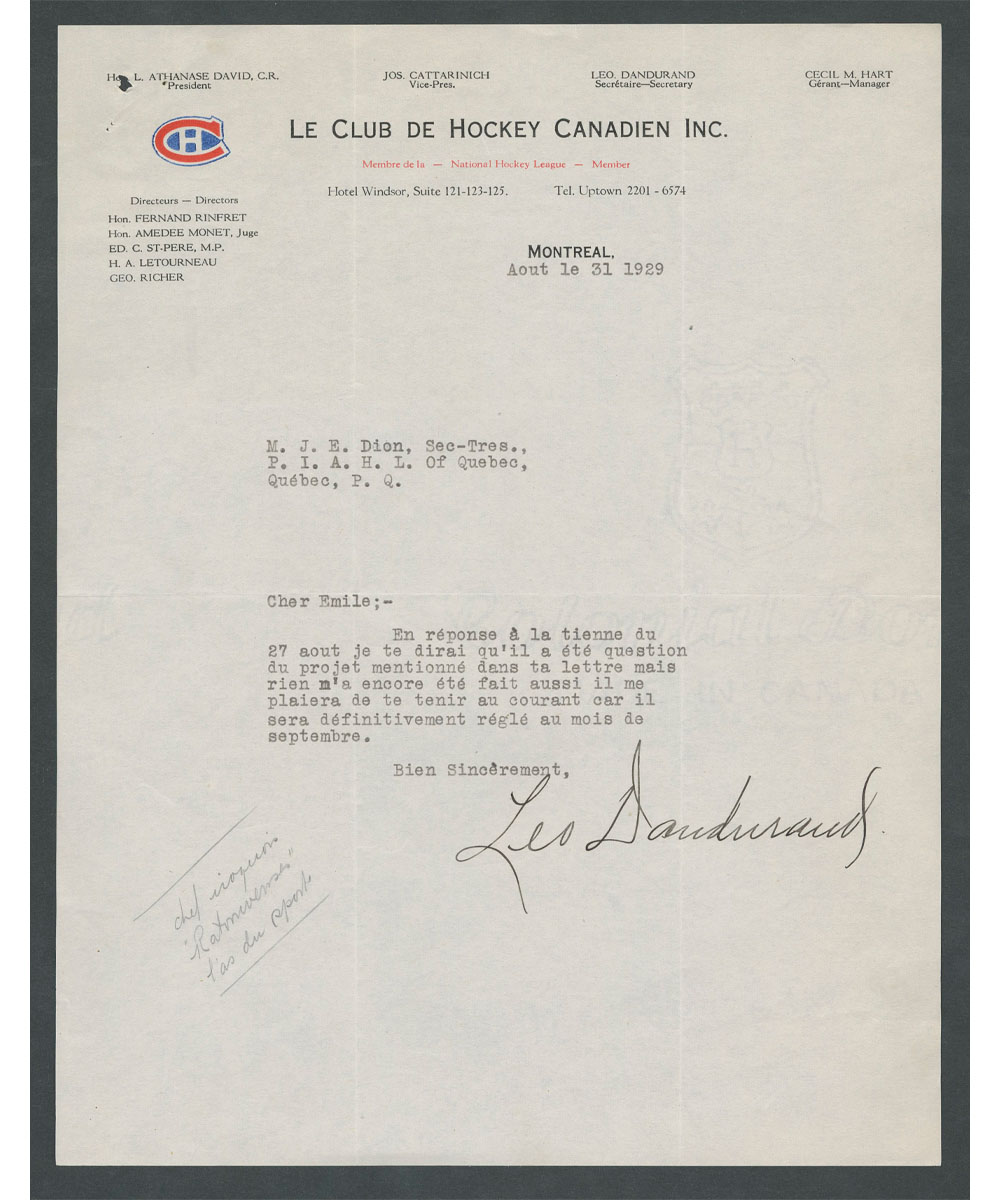 Hon. L. ATHANASE DAVID, C.R.
President
JOS. CATTARINICH
Vice-Pres.
LEO. DANDURAND
Secrétaire—Secretary
CECIL M. HART
Gérant—Manager
CH
LE CLUB DE HOCKEY CANADIEN INC.
Membre de la — National Hockey League — Member
Hotel Windsor, Suite 121-123-125. Tel. Uptown 2201 - 6574
Directeurs — Directors
Hon. FERNAND RINFRET
Hon. AMEDEE MONET, Juge
ED. C. ST-PERE, M.P.
H. A. LETOURNEAU
GEO. RICHER
MONTREAL,
Aout le 31 1929
M. J. E. Dion, Sec-Tres.,
P. I. A. H. L. Of Quebec,
Québec, P. Q.
Cher Emile;-
En réponse à la tienne du
27 aout je te dirai qu'il a été question
du projet mentionné dans ta lettre mais
rien n'a encore été fait aussi il me
plaiera de te tenir au courant car il
sera définitivement réglé au mois de
septembre.
Bien Sincèrement,
Leo Dandurand
chef iroquois
l'as du sports